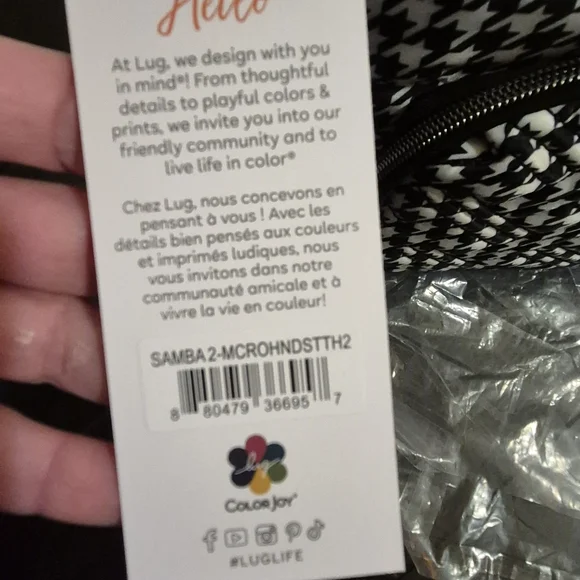 Hello
At Lug, we design with you
in mind®! From thoughtful
details to playful colors &
prints, we invite you into our
friendly community and to
live life in color®
Chez Lug, nous concevons en
pensant à vous ! Avec les
détails bien pensés aux couleurs
et imprimés ludiques, nous
vous invitons dans notre
communauté amicale et à
vivre la vie en couleur!
SAMBA 2-MCROHNDSTTH2
8 80479 36695 7
lug
COLORJOY®
#LUGLIFE